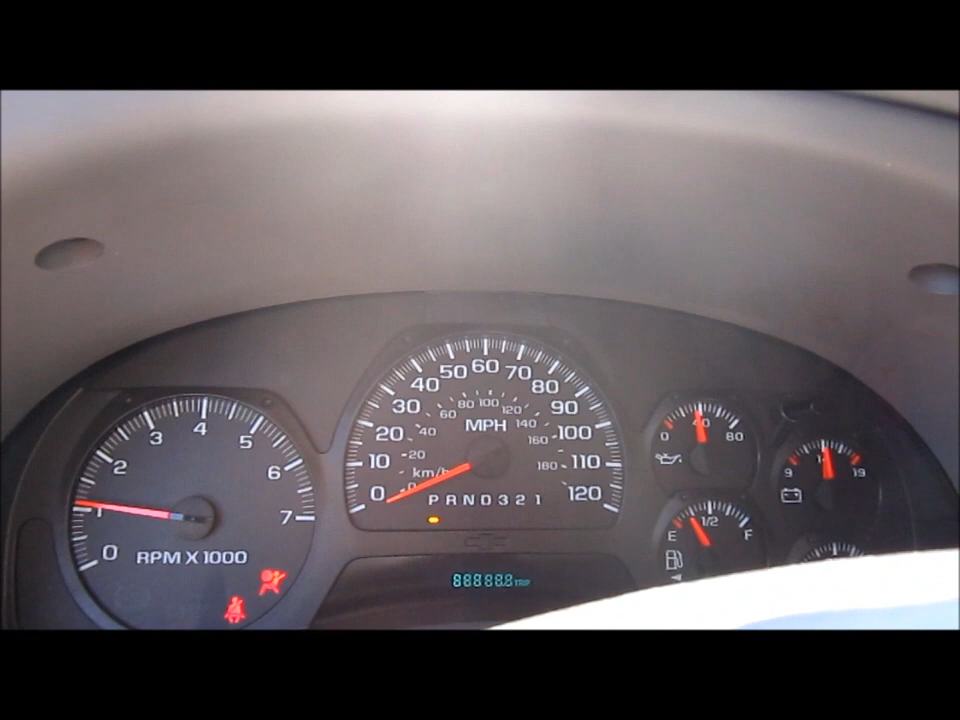 0 1 2 3 4 5 6 7
RPM X 1000
0 10 20 30 40 50 60 70 80 90 100 110 120
MPH
0 20 40 60 80 100 120 140 160 180
km/h
PRND321
888888 TRIP
0 40 80
9 19
E 1/2 F